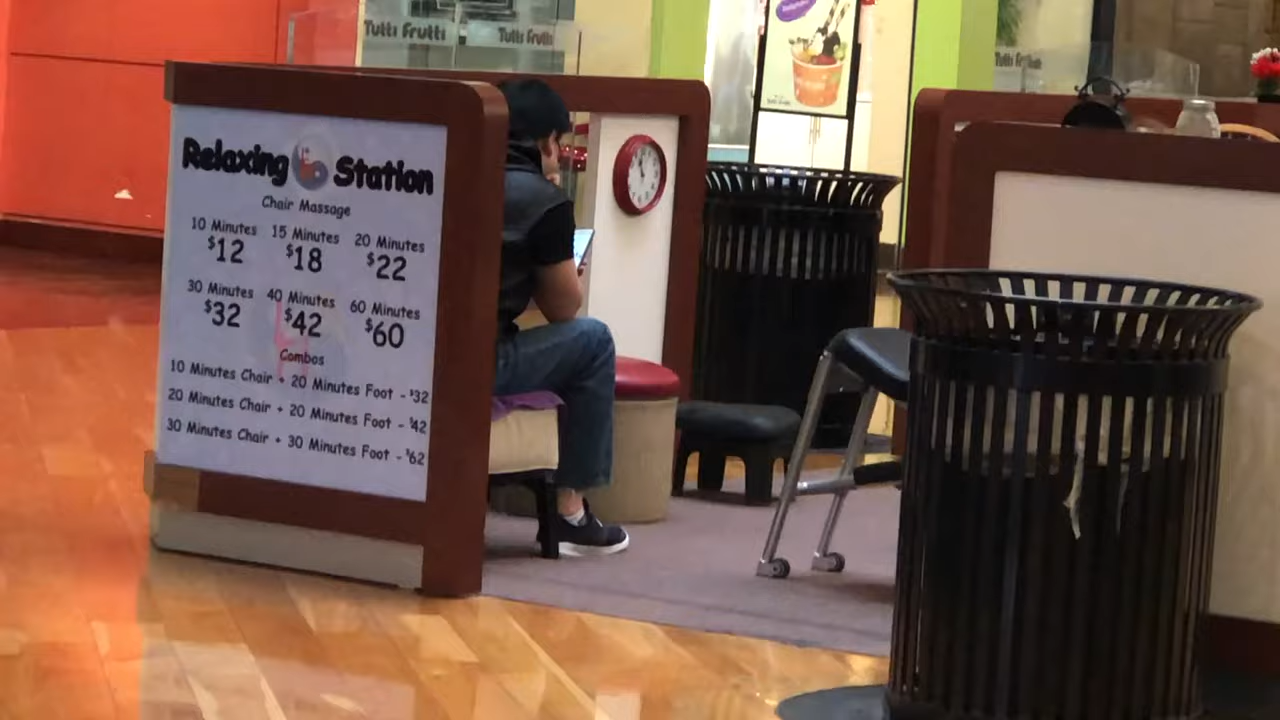 Tutti Frutti
Tutti Frutti
Tutti Frutti
Relaxing Station
Chair Massage
10 Minutes 15 Minutes 20 Minutes
$12 $18 $22
30 Minutes 40 Minutes 60 Minutes
$32 $42 $60
Combos
10 Minutes Chair + 20 Minutes Foot - $32
20 Minutes Chair + 20 Minutes Foot - $42
30 Minutes Chair + 30 Minutes Foot - $62